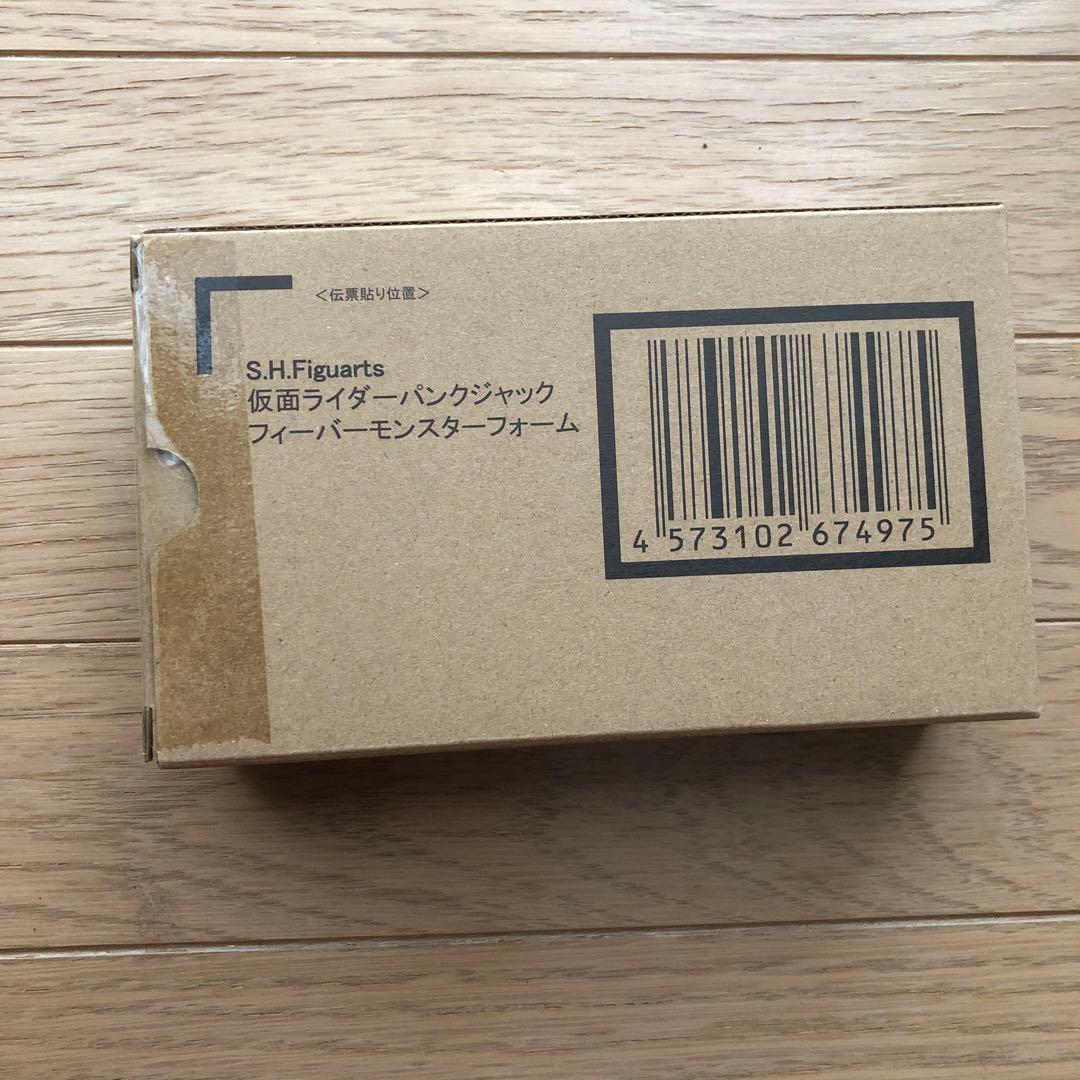 <伝票貼り位置>
S.H.Figuarts
仮面ライダーパンクジャック
フィーバーモンスターフォーム
4 573102 674975